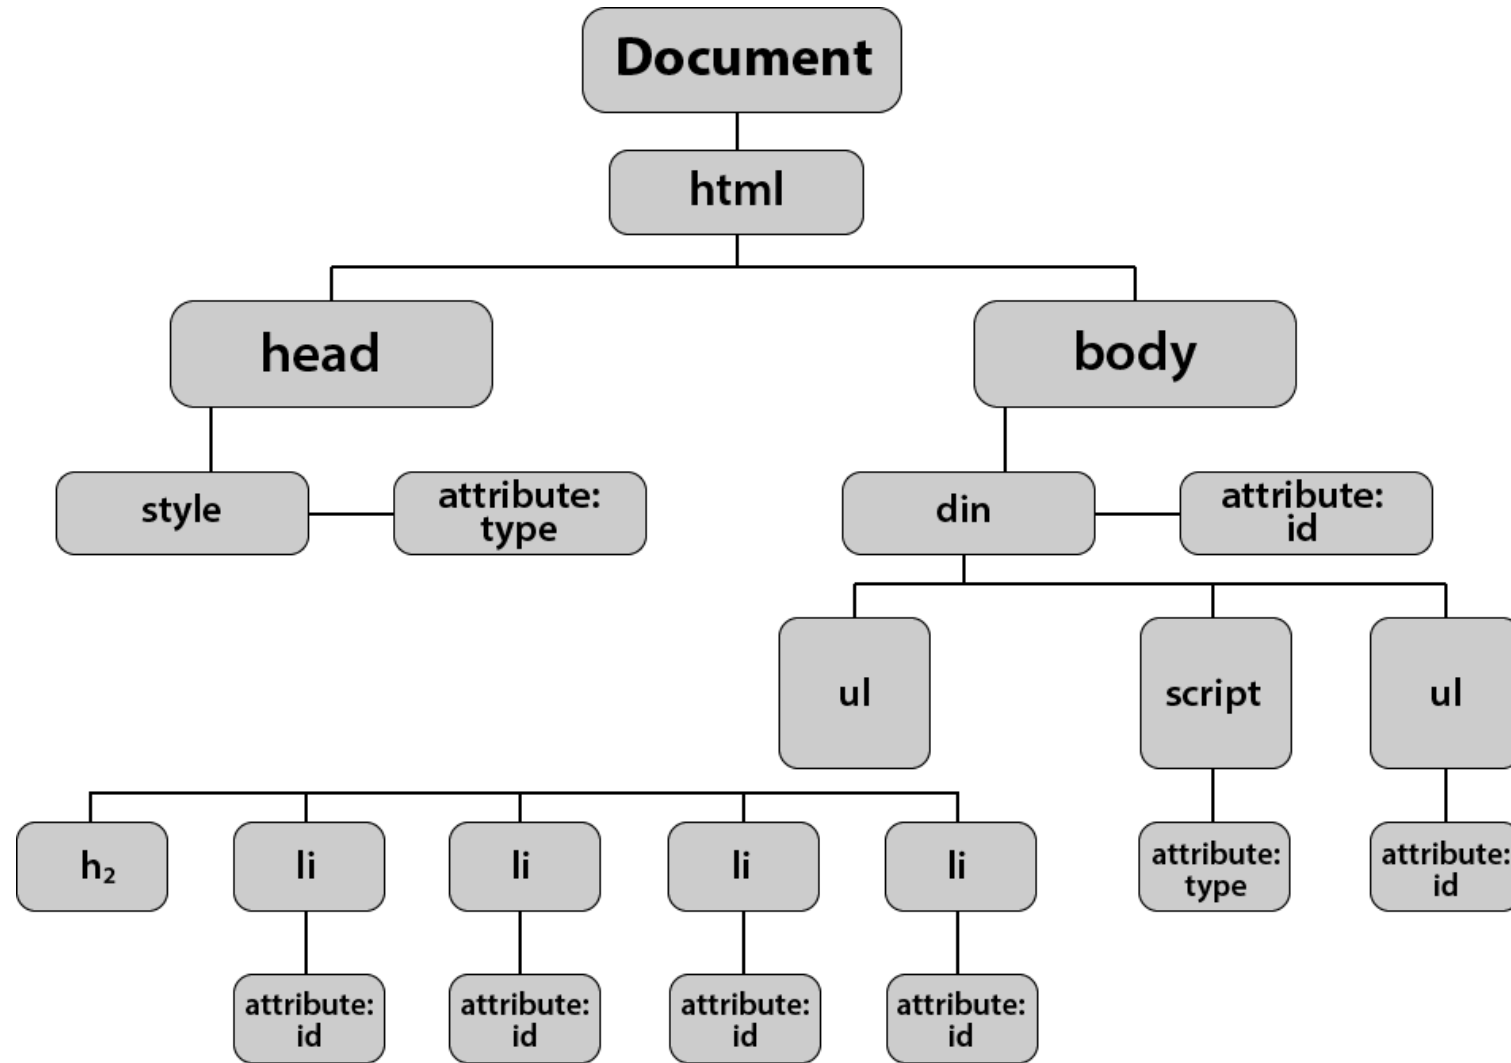 Document
html
head
body
style
attribute:
type
din
attribute:
id
ul
script
ul
h₂
li
li
li
li
attribute:
type
attribute:
id
attribute:
id
attribute:
id
attribute:
id
attribute:
id